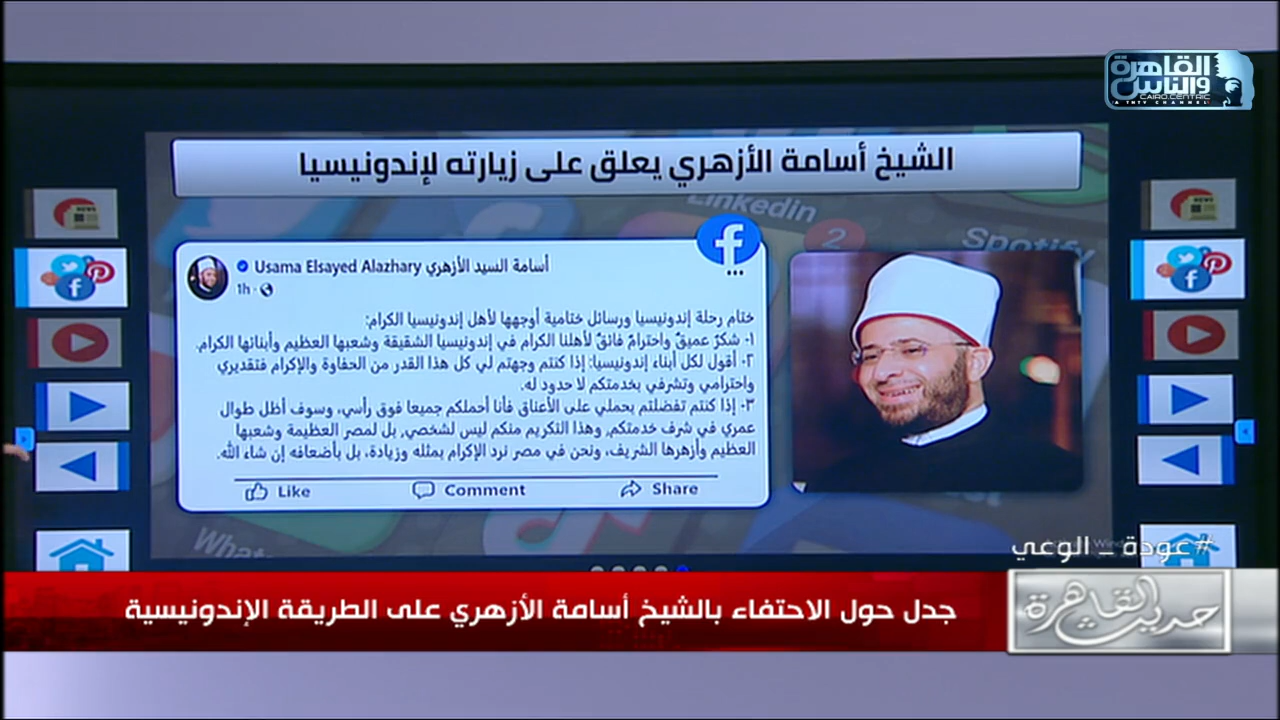 القاهرة
والناس
CAIRO.CENTRIC
A TNTV CHANNEL
الشيخ أسامة الأزهري يعلق على زيارته لإندونيسيا
Linkedin
2
Spotify
أسامة السيد الأزهري Usama Elsayed Alazhary
1h
ختام رحلة إندونيسيا ورسائل ختامية أوجهها لأهل إندونيسيا الكرام:
١- شكرٌ عميقٌ واحترامٌ فائقٌ لأهلنا الكرام في إندونيسيا الشقيقة وشعبها العظيم وأبنائها الكرام.
٢- أقول لكل أبناء إندونيسيا: إذا كنتم وجهتم لي كل هذا القدر من الحفاوة والإكرام فتقديري
واحترامي وتشرفي بخدمتكم لا حدود له.
٣- إذا كنتم تفضلتم بحملي على الأعناق فأنا أحملكم جميعا فوق رأسي، وسوف أظل طوال
عمري في شرف خدمتكم، وهذا التكريم منكم ليس لشخصي، بل لمصر العظيمة وشعبها
العظيم وأزهرها الشريف، ونحن في مصر نرد الإكرام بمثله وزيادة، بل بأضعافه إن شاء الله.
Like
Comment
Share
What
NEWS
NEWS
#عودة_الوعي
حديث القاهرة
جدل حول الاحتفاء بالشيخ أسامة الأزهري على الطريقة الإندونيسية